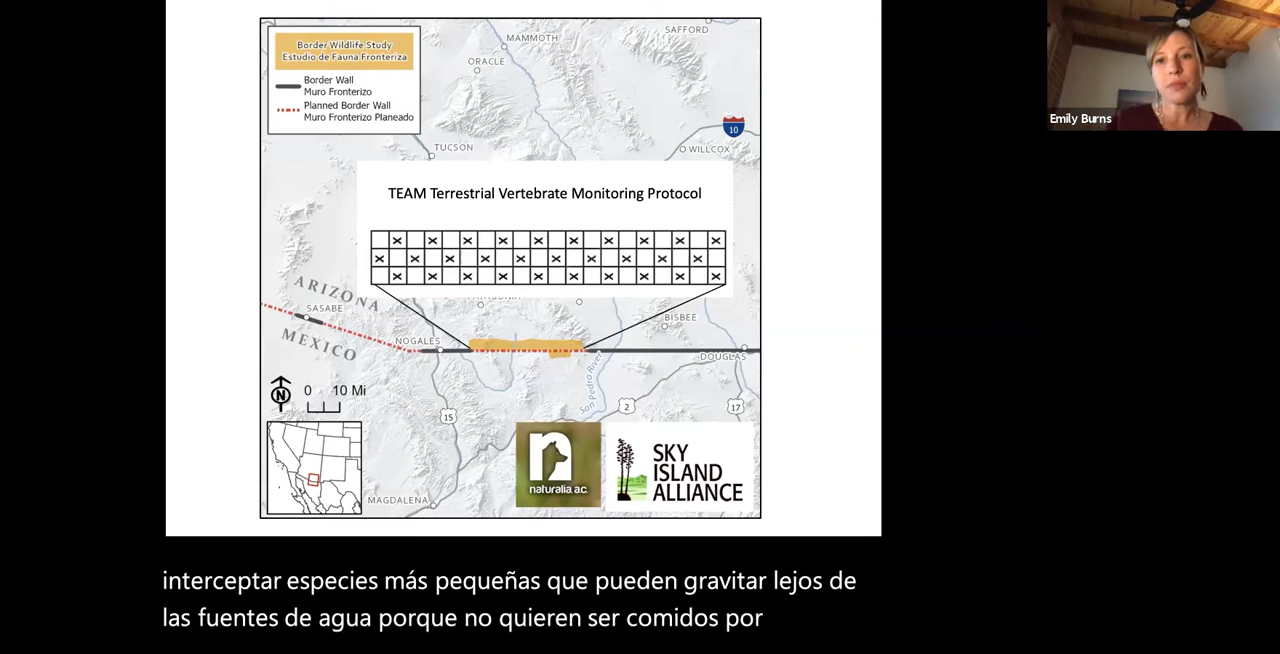 Border Wildlife Study
Estudio de Fauna Fronteriza
Border Wall
Muro Fronterizo
Planned Border Wall
Muro Fronterizo Planeado
MAMMOTH
SAFFORD
ORACLE
10
TUCSON
WILLCOX
TEAM Terrestrial Vertebrate Monitoring Protocol
x x x x x x x x x x
x x x x x x x x x x
x x x x x x x x x x
ARIZONA
SASABE
BISBEE
MEXICO
NOGALES
DOUGLAS
San Pedro River
N
0 10 Mi
15
2
17
MAGDALENA
n
naturalia a.c.
SKY
ISLAND
ALLIANCE
Emily Burns
interceptar especies más pequeñas que pueden gravitar lejos de
las fuentes de agua porque no quieren ser comidos por